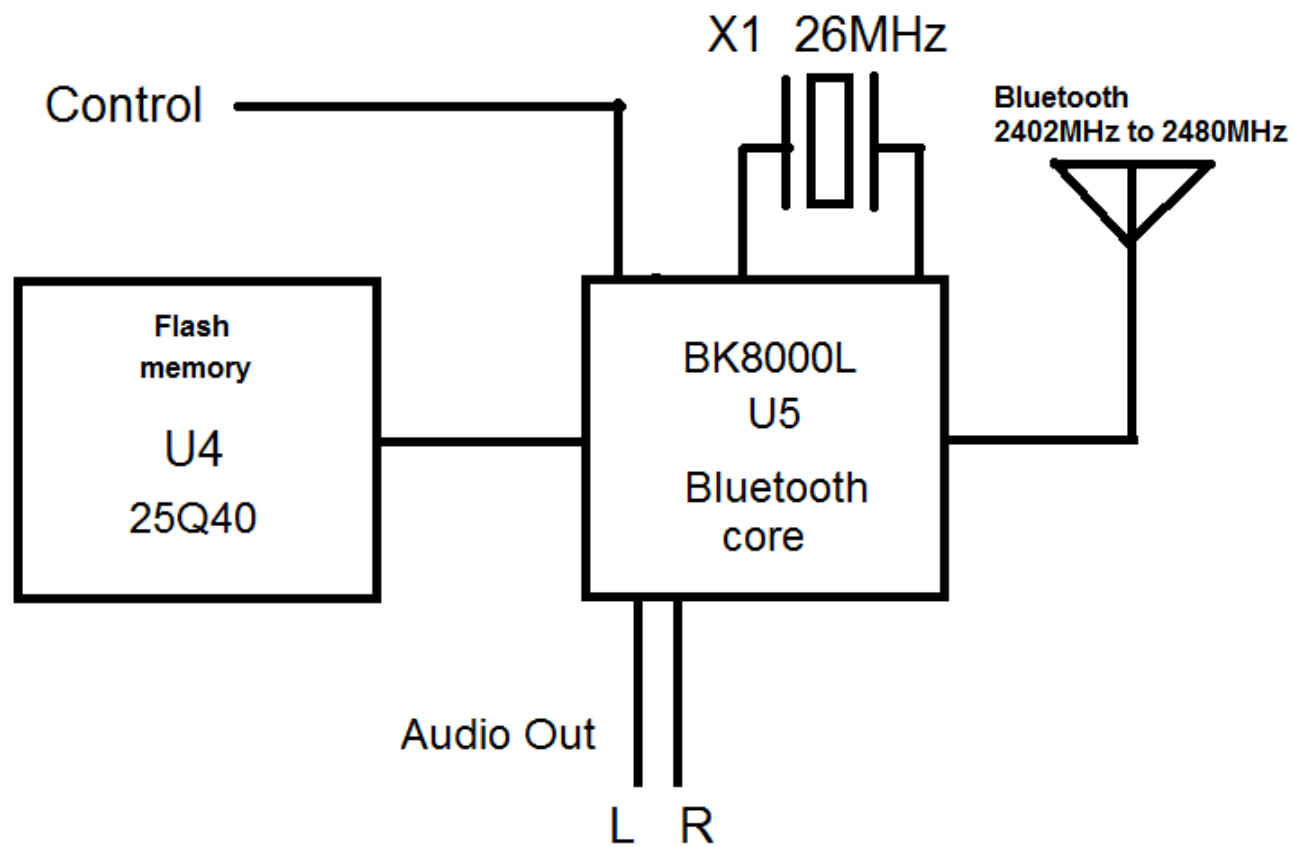 X1 26MHz
Control
Bluetooth
2402MHz to 2480MHz
Flash
memory
U4
25Q40
BK8000L
U5
Bluetooth
core
Audio Out
L R